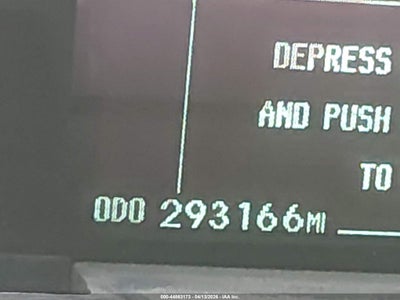 DEPRESS
AND PUSH
TO
ODO 293166MI